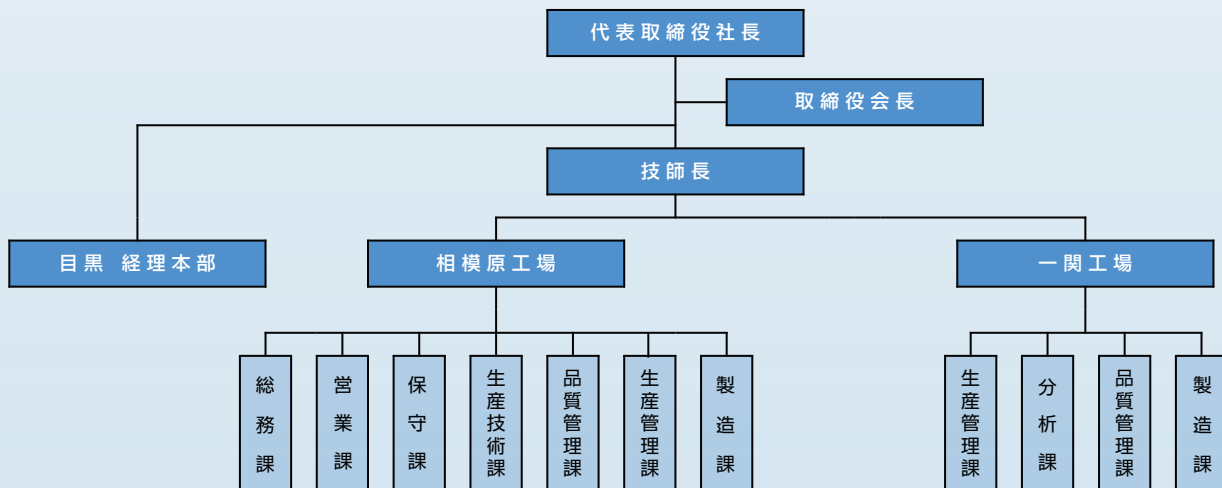 代表取締役社長
取締役会長
技師長
目黒 経理本部
相模原工場
一関工場
総務課
営業課
保守課
生産技術課
品質管理課
生産管理課
製造課
生産管理課
分析課
品質管理課
製造課